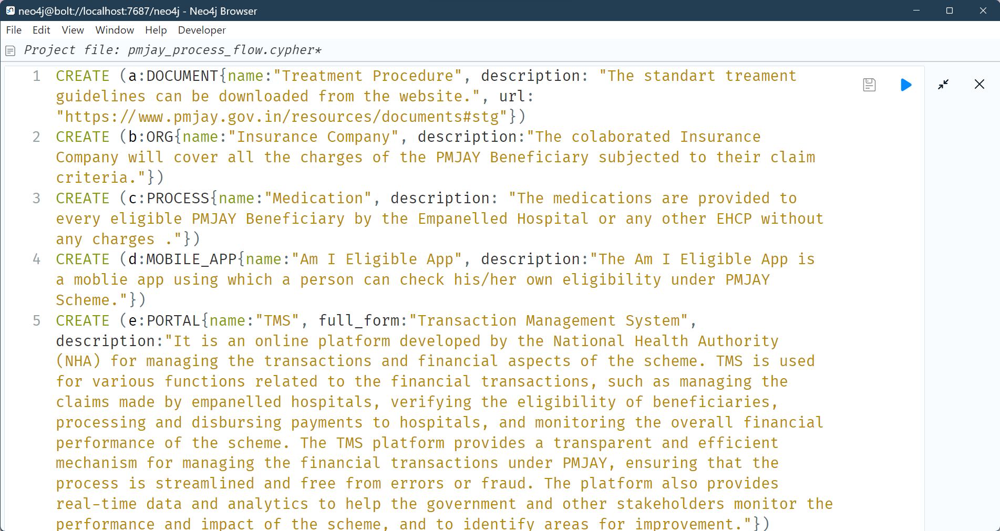 neo4j@bolt://localhost:7687/neo4j - Neo4j Browser
File Edit View Window Help Developer
Project file: pmjay_process_flow.cypher*
1 CREATE (a:DOCUMENT{name:"Treatment Procedure", description: "The standart treament
guidelines can be downloaded from the website.", url:
"https://www.pmjay.gov.in/resources/documents#stg"})
2 CREATE (b:ORG{name:"Insurance Company", description:"The colaborated Insurance
Company will cover all the charges of the PMJAY Beneficiary subjected to their claim
criteria."})
3 CREATE (c:PROCESS{name:"Medication", description: "The medications are provided to
every eligible PMJAY Beneficiary by the Empanelled Hospital or any other EHCP without
any charges ."})
4 CREATE (d:MOBILE_APP{name:"Am I Eligible App", description:"The Am I Eligible App is
a moblie app using which a person can check his/her own eligibility under PMJAY
Scheme."})
5 CREATE (e:PORTAL{name:"TMS", full_form:"Transaction Management System",
description:"It is an online platform developed by the National Health Authority
(NHA) for managing the transactions and financial aspects of the scheme. TMS is used
for various functions related to the financial transactions, such as managing the
claims made by empanelled hospitals, verifying the eligibility of beneficiaries,
processing and disbursing payments to hospitals, and monitoring the overall financial
performance of the scheme. The TMS platform provides a transparent and efficient
mechanism for managing the financial transactions under PMJAY, ensuring that the
process is streamlined and free from errors or fraud. The platform also provides
real-time data and analytics to help the government and other stakeholders monitor the
performance and impact of the scheme, and to identify areas for improvement."})